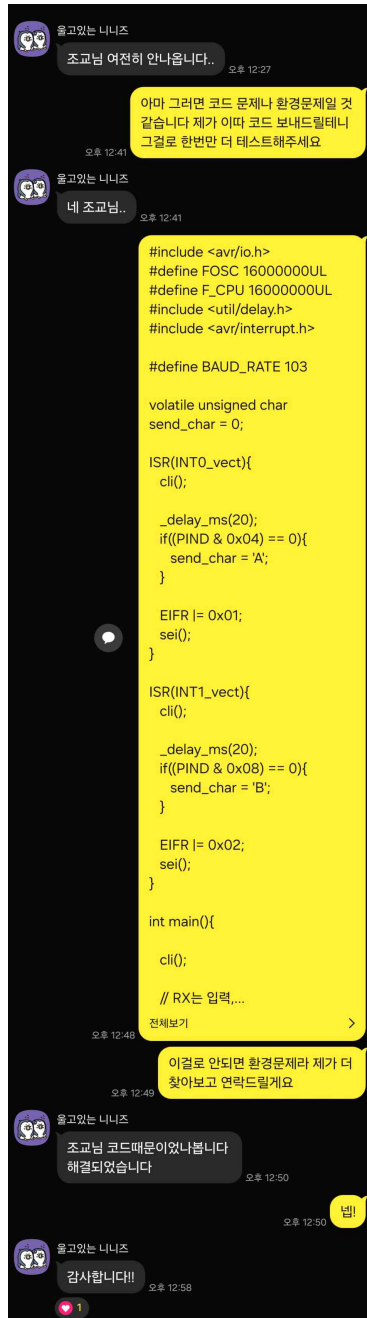 울고있는 니니즈
조교님 여전히 안나옵니다..
오후 12:27
아마 그러면 코드 문제나 환경문제일 것
같습니다 제가 이따 코드 보내드릴테니
그걸로 한번만 더 테스트해주세요
오후 12:41
울고있는 니니즈
네 조교님..
오후 12:41
#include <avr/io.h>
#define FOSC 16000000UL
#define F_CPU 16000000UL
#include <util/delay.h>
#include <avr/interrupt.h>
#define BAUD_RATE 103
volatile unsigned char
send_char = 0;
ISR(INT0_vect){
cli();
_delay_ms(20);
if((PIND & 0x04) == 0){
send_char = 'A';
}
EIFR |= 0x01;
sei();
}
ISR(INT1_vect){
cli();
_delay_ms(20);
if((PIND & 0x08) == 0){
send_char = 'B';
}
EIFR |= 0x02;
sei();
}
int main(){
cli();
// RX는 입력,...
전체보기 >
오후 12:48
이걸로 안되면 환경문제라 제가 더
찾아보고 연락드릴게요
오후 12:49
울고있는 니니즈
조교님 코드때문이었나봅니다
해결되었습니다
오후 12:50
넵!
오후 12:50
울고있는 니니즈
감사합니다!!
오후 12:58
1